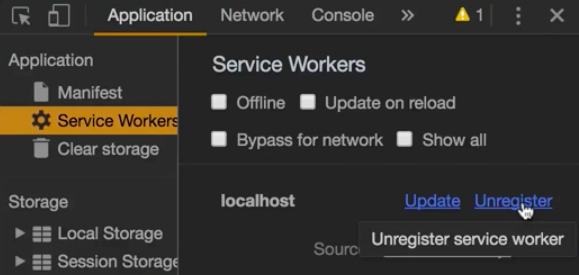 Application Network Console » 1
Application
Manifest
Service Workers
Clear storage
Storage
Local Storage
Session Storage
Service Workers
Offline Update on reload
Bypass for network Show all
localhost Update Unregister
Unregister service worker